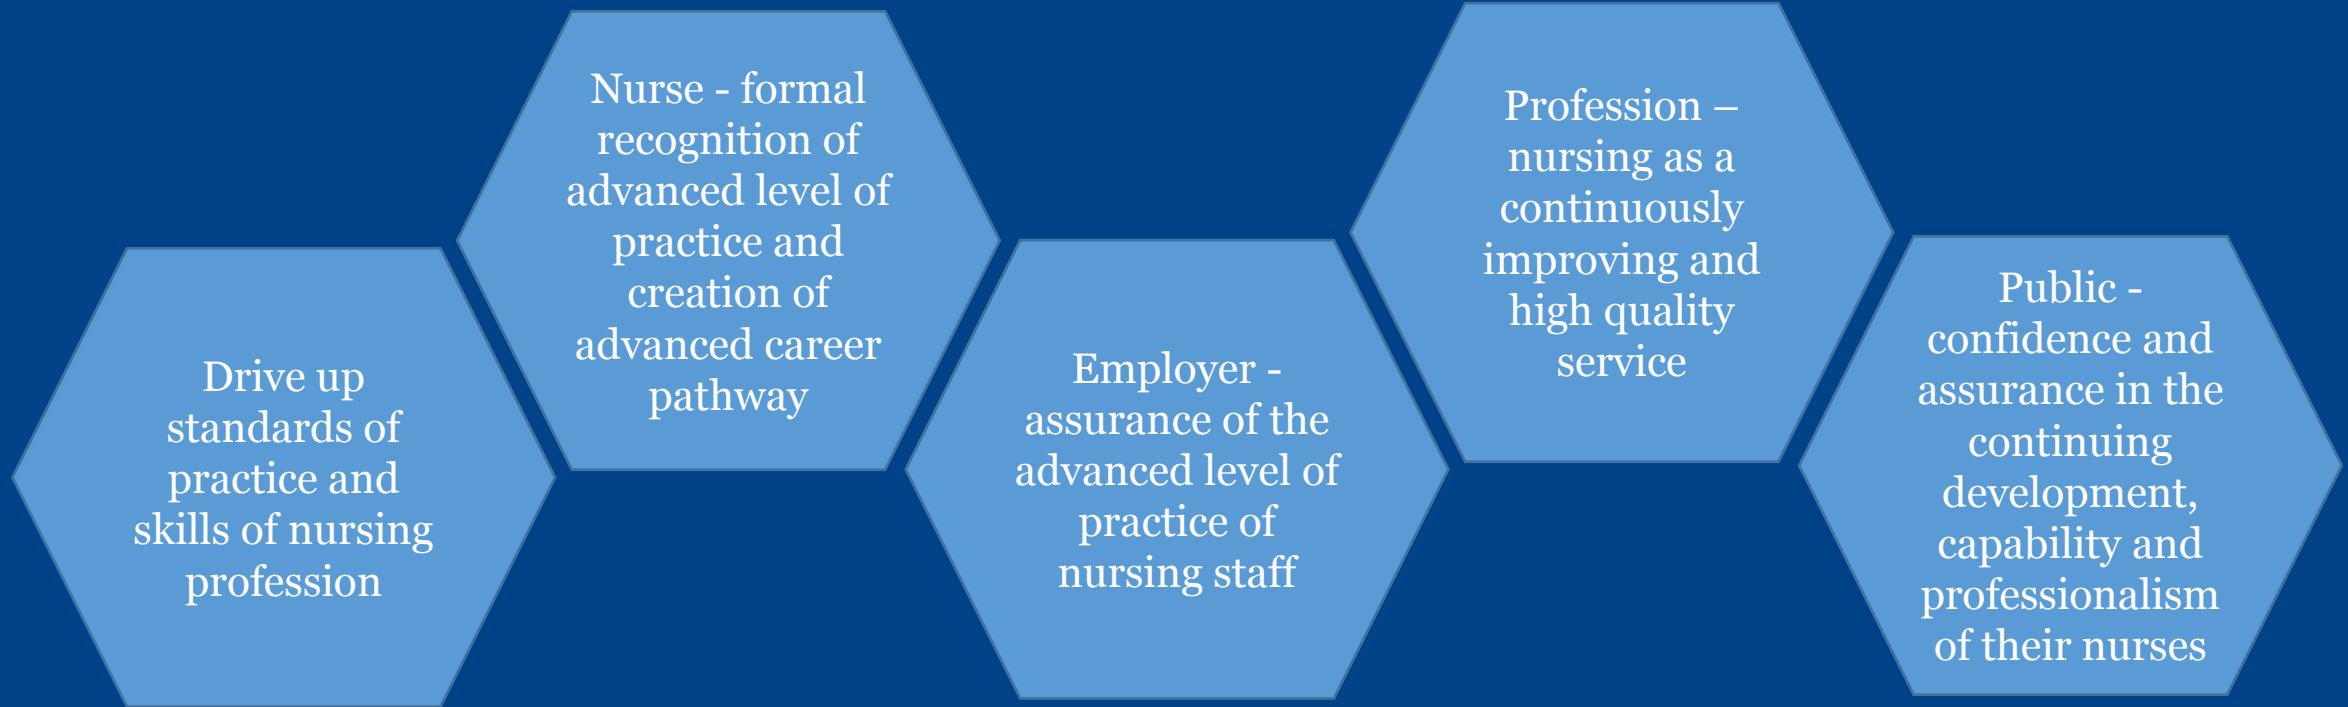 Drive up
standards of
practice and
skills of nursing
profession
Nurse - formal
recognition of
advanced level of
practice and
creation of
advanced career
pathway
Employer -
assurance of the
advanced level of
practice of
nursing staff
Profession –
nursing as a
continuously
improving and
high quality
service
Public -
confidence and
assurance in the
continuing
development,
capability and
professionalism
of their nurses